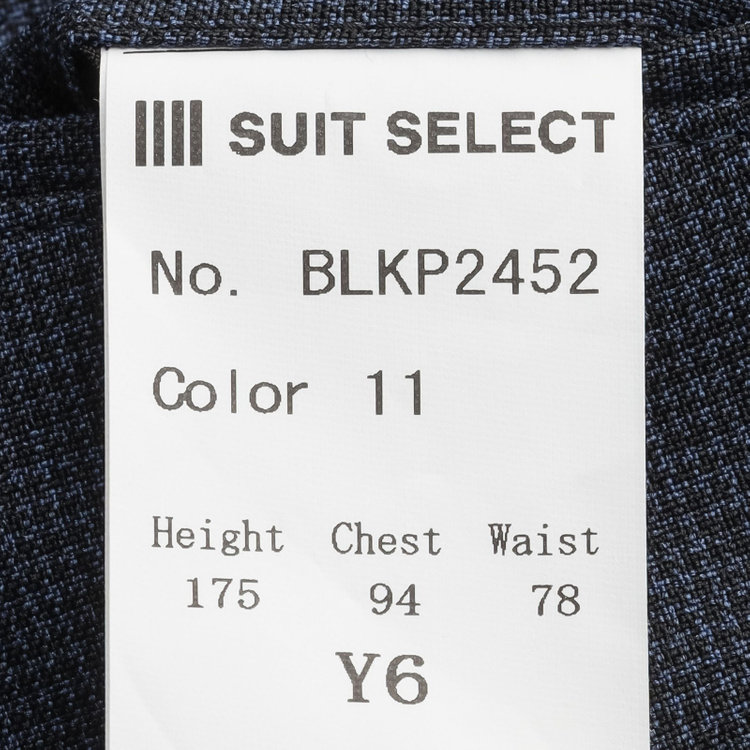 SUIT SELECT
No. BLKP2452
Color 11
Height Chest Waist
175 94 78
Y6